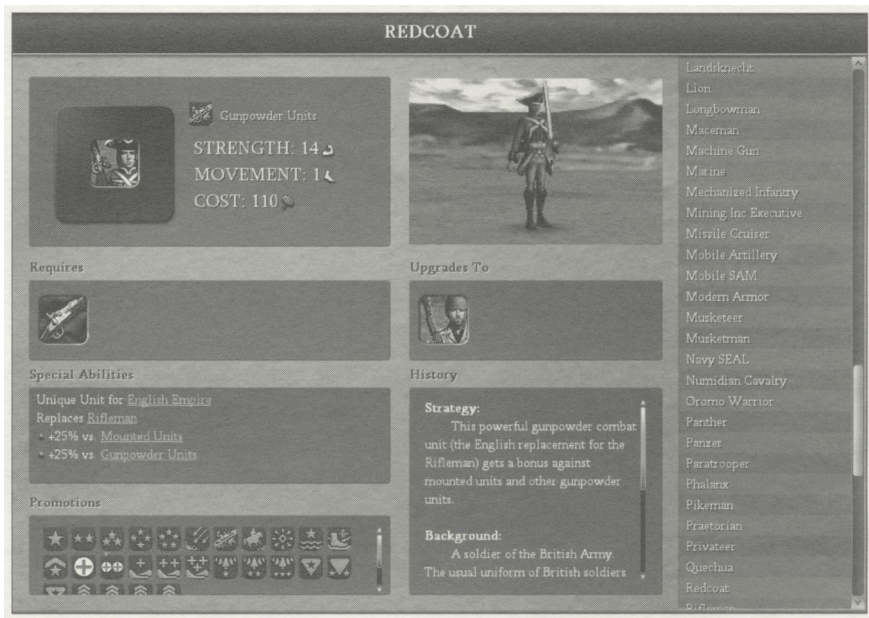 REDCOAT
Gunpowder Units
STRENGTH: 14
MOVEMENT: 1
COST: 110
Requires
Upgrades To
Special Abilities
Unique Unit for English Empire
Replaces Rifleman
+25% vs. Mounted Units
+25% vs. Gunpowder Units
History
Strategy:
This powerful gunpowder combat
unit (the English replacement for the
Rifleman) gets a bonus against
mounted units and other gunpowder
units.
Background:
A soldier of the British Army.
The usual uniform of British soldiers
Promotions
Landsknecht
Lion
Longbowman
Maceman
Machine Gun
Marine
Mechanized Infantry
Mining Inc Executive
Missile Cruiser
Mobile Artillery
Mobile SAM
Modern Armor
Musketeer
Musketman
Navy SEAL
Numidian Cavalry
Oromo Warrior
Panther
Panzer
Paratrooper
Phalanx
Pikeman
Praetorian
Privateer
Quechua
Redcoat
Rifleman